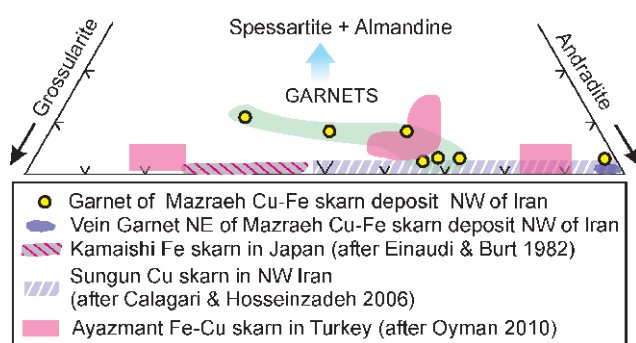 Spessartite + Almandine
Grossularite
Andradite
GARNETS
Garnet of Mazraeh Cu-Fe skarn deposit NW of Iran
Vein Garnet NE of Mazraeh Cu-Fe skarn deposit NW of Iran
Kamaishi Fe skarn in Japan (after Einaudi & Burt 1982)
Sungun Cu skarn in NW Iran
(after Calagari & Hosseinzadeh 2006)
Ayazmant Fe-Cu skarn in Turkey (after Oyman 2010)